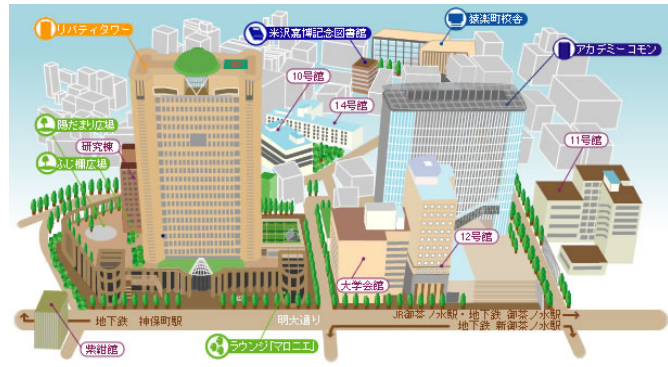 リバティタワー
米沢嘉博記念図書館
猿楽町校舎
アカデミーコモン
10号館
14号館
陽だまり広場
研究棟
ふじ棚広場
11号館
12号館
大学会館
地下鉄 神保町駅
明大通り
JR御茶ノ水駅・地下鉄 御茶ノ水駅
地下鉄 新御茶ノ水駅
紫紺館
ラウンジ「マロニエ」